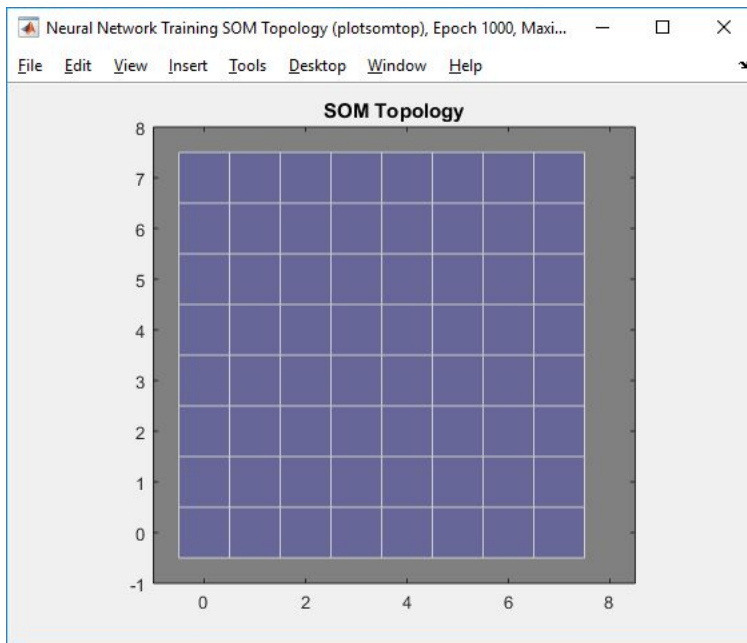 Neural Network Training SOM Topology (plotsomtop), Epoch 1000, Maxi...
File Edit View Insert Tools Desktop Window Help
SOM Topology
8
7
6
5
4
3
2
1
0
-1
0 2 4 6 8